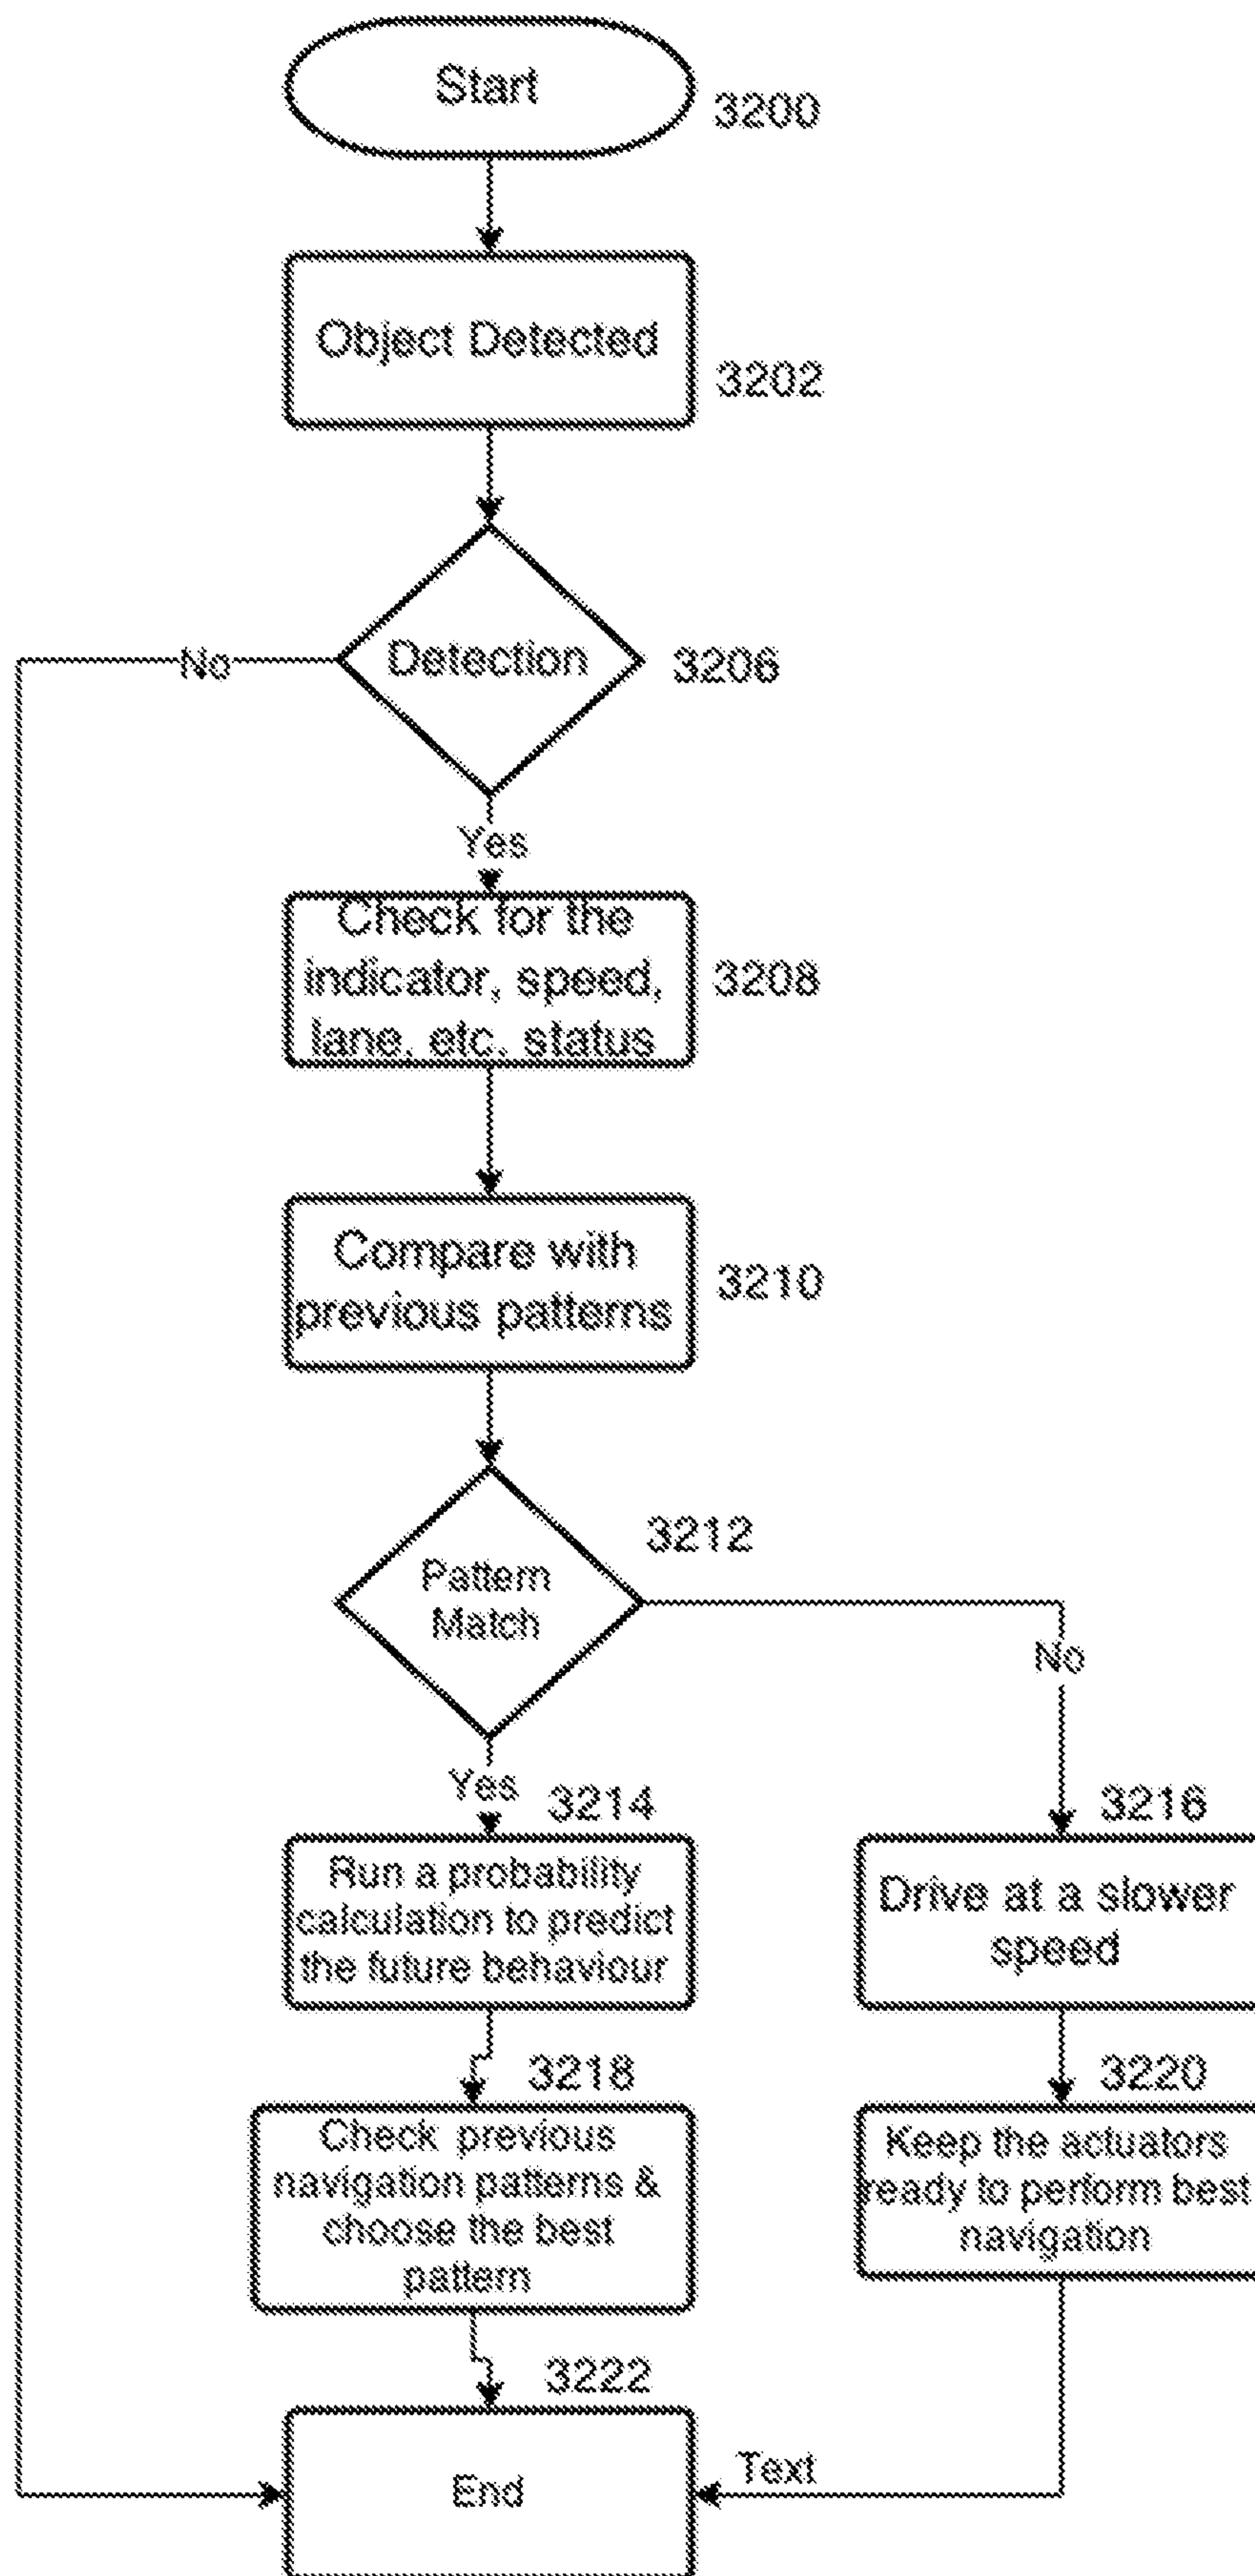 Start
3200
Object Detected
3202
Detection
3206
No
Yes
Check for the
indicator, speed,
lane, etc. status
3208
Compare with
previous patterns
3210
3212
Pattern
Match
No
Yes
3214
3216
Run a probability
calculation to predict
the future behaviour
Drive at a slower
speed
3218
3220
Check previous
navigation patterns &
choose the best
pattern
Keep the actuators
ready to perform best
navigation
3222
Text
End